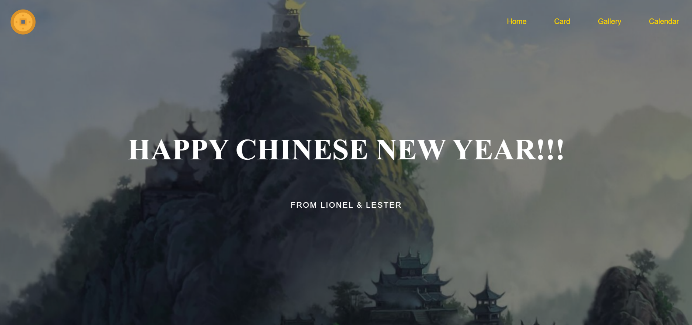 Home
Card
Gallery
Calendar
HAPPY CHINESE NEW YEAR!!!
FROM LIONEL & LESTER